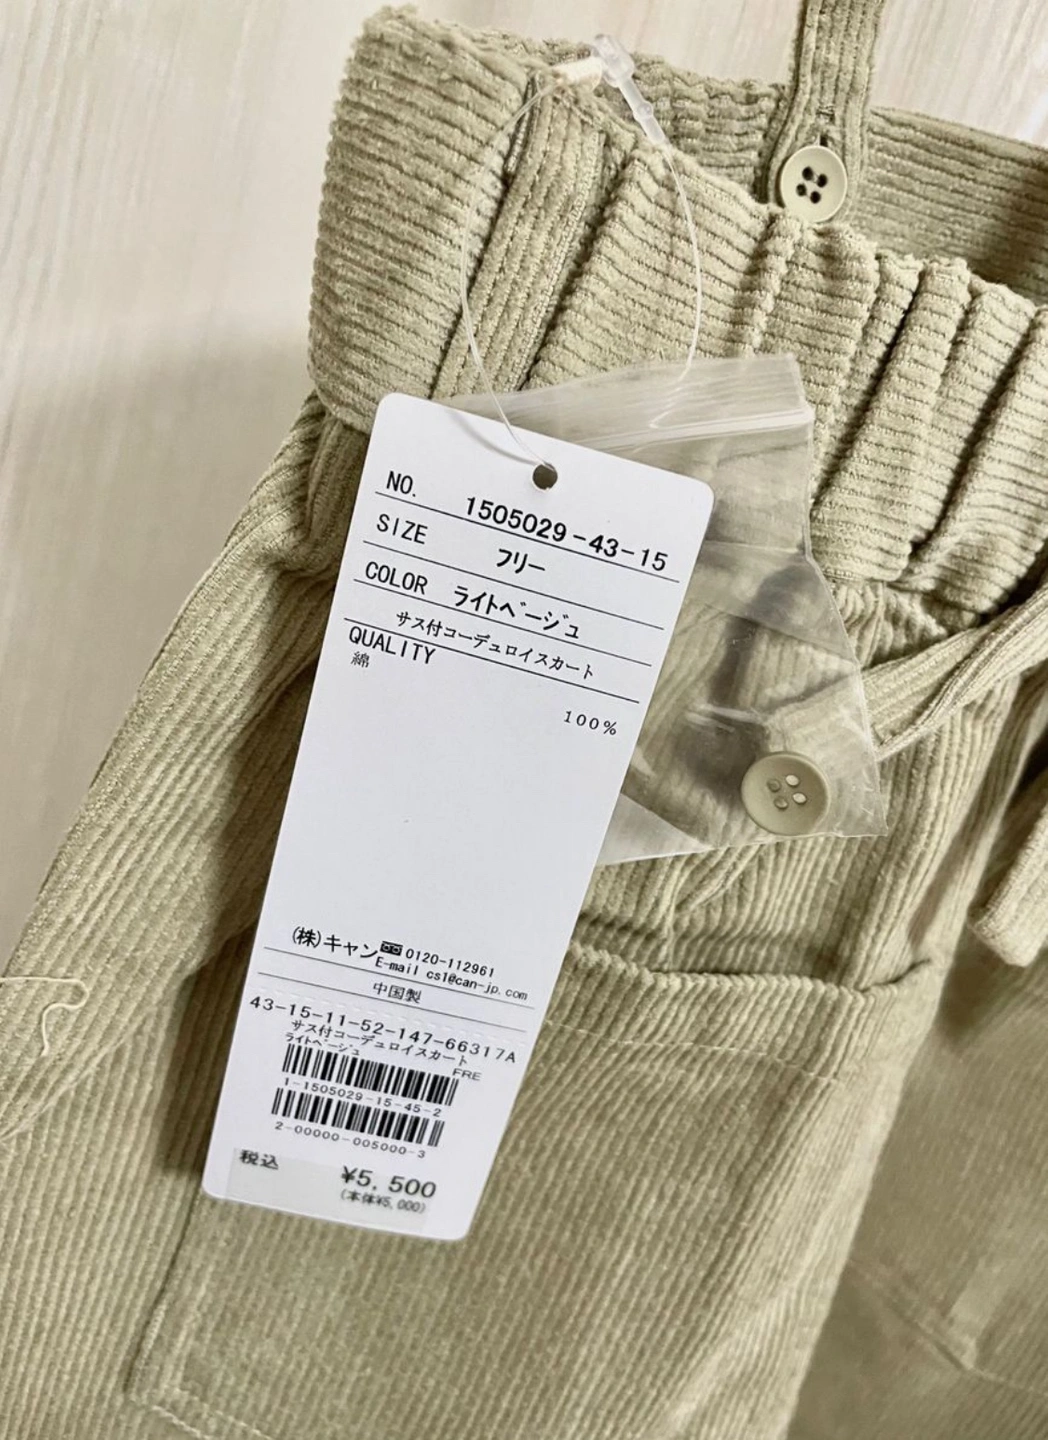 NO. 1505029-43-15
SIZE フリー
COLOR ライトベージュ
サス付コーデュロイスカート
QUALITY
綿
100%
(株)キャン 0120-112961
E-mail cs1@can-jp.com
中国製
43-15-11-52-147-66317A
サス付コーデュロイスカート
ライトベージュ
FRE
1-1505029-15-45-2
2-00000-005000-3
税込 ¥5,500
(本体¥5,000)